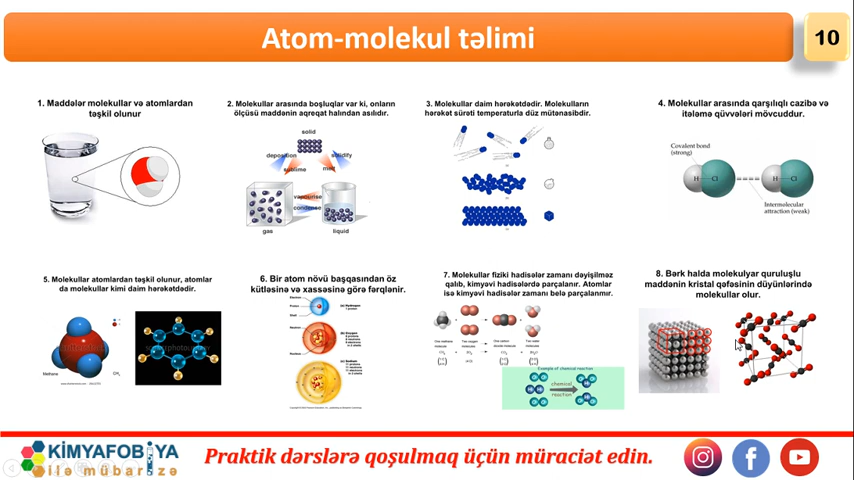 Atom-molekul təlimi
10
1. Maddələr molekullar və atomlardan
təşkil olunur
2. Molekullar arasında boşluqlar var ki, onların
ölçüsü maddənin aqreqat halından asılıdır.
solid
deposition
solidify
sublime
melt
vapourise
condense
gas
liquid
3. Molekullar daim hərəkətdədir. Molekulların
hərəkət sürəti temperaturla düz mütənasibdir.
4. Molekullar arasında qarşılıqlı cazibə və
itələmə qüvvələri mövcuddur.
Covalent bond
(strong)
H Cl H Cl
Intermolecular
attraction (weak)
5. Molekullar atomlardan təşkil olunur, atomlar
da molekullar kimi daim hərəkətdədir.
Methane
CH₄
6. Bir atom növü başqasından öz
kütləsinə və xassəsinə görə fərqlənir.
7. Molekullar fiziki hadisələr zamanı dəyişilməz
qalıb, kimyəvi hadisələrdə parçalanır. Atomlar
isə kimyəvi hadisələr zamanı belə parçalanmır.
Example of chemical reaction
chemical
reaction
8. Bərk halda molekulyar quruluşlu
maddənin kristal qəfəsinin düyünlərində
molekullar olur.
KİMYAFOBİYA
ilə mübarizə
Praktik dərslərə qoşulmaq üçün müraciət edin.